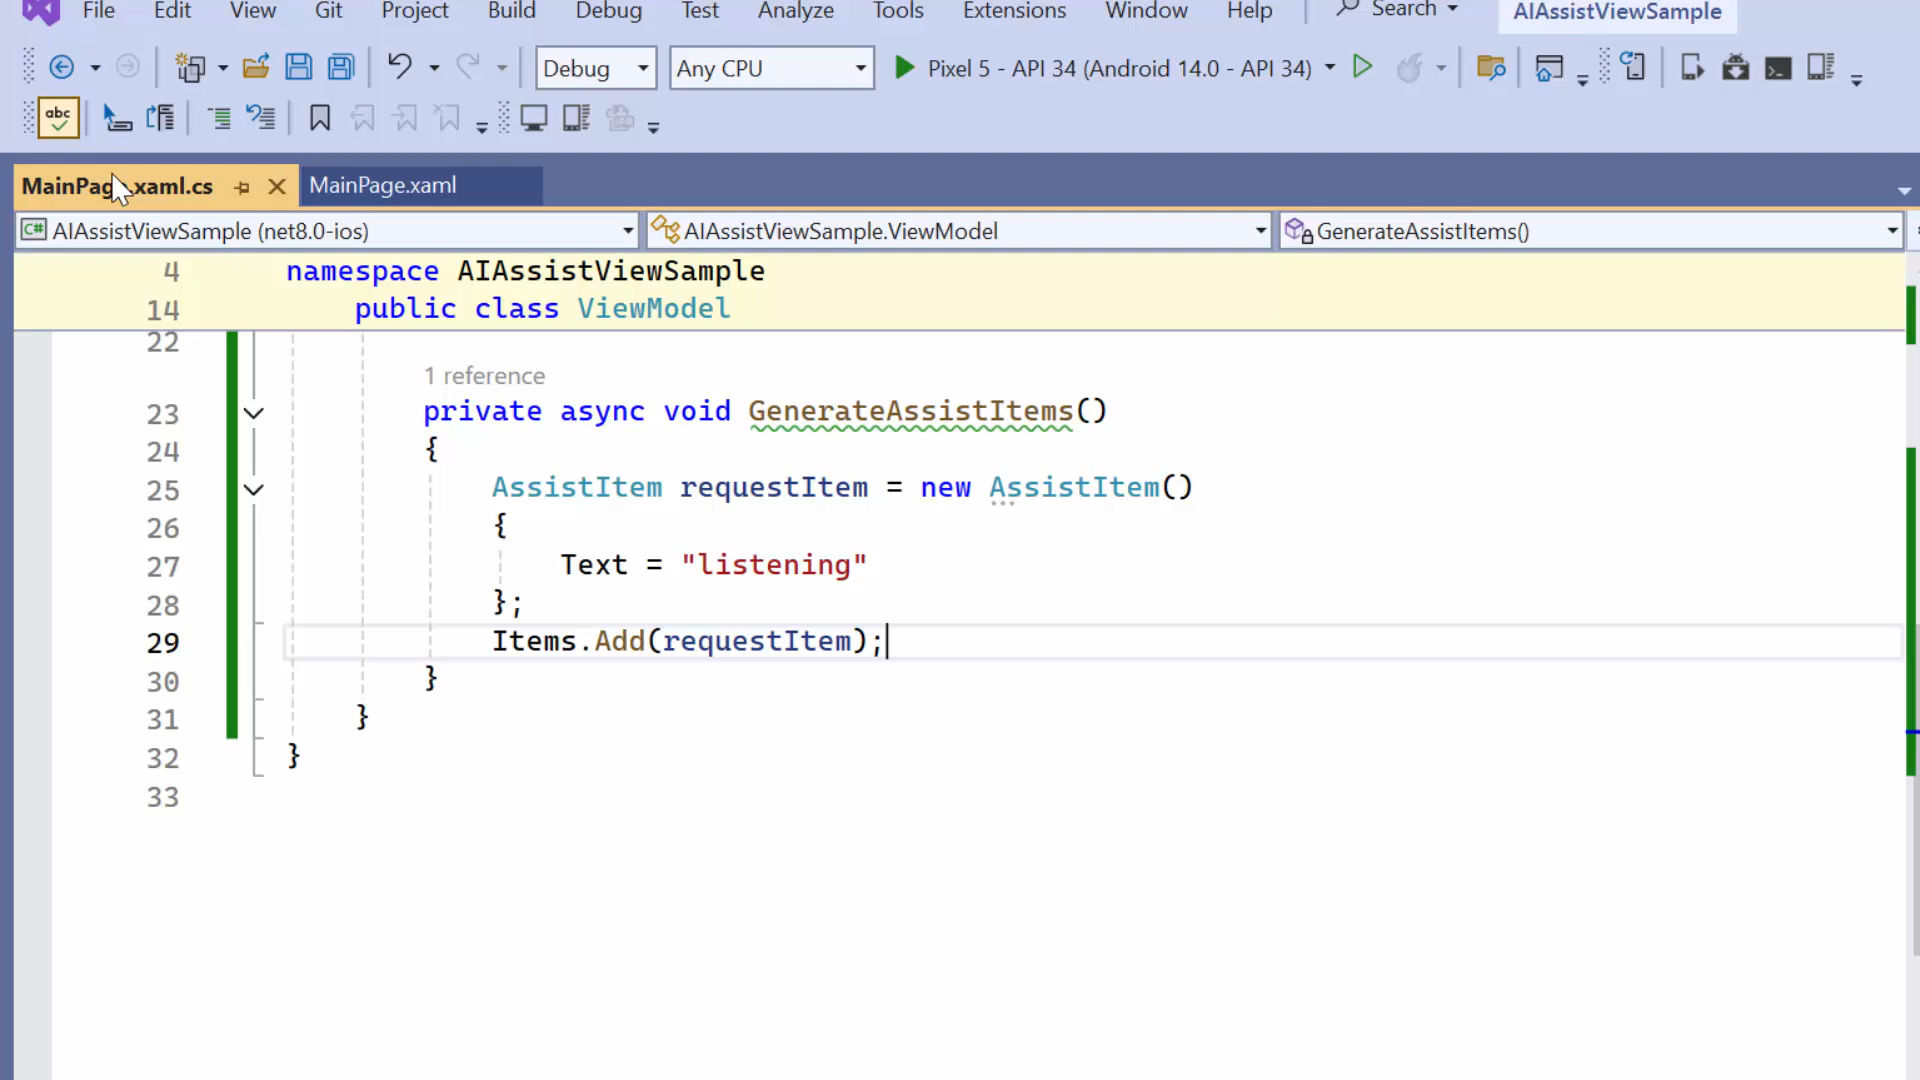 File Edit View Git Project Build Debug Test Analyze Tools Extensions Window Help Search AIAssistViewSample
Debug Any CPU Pixel 5 - API 34 (Android 14.0 - API 34)
abc
MainPage.xaml.cs MainPage.xaml
C# AIAssistViewSample (net8.0-ios) AIAssistViewSample.ViewModel GenerateAssistItems()
4 namespace AIAssistViewSample
14 public class ViewModel
22
1 reference
23 private async void GenerateAssistItems()
24 {
25 AssistItem requestItem = new AssistItem()
26 {
27 Text = "listening"
28 };
29 Items.Add(requestItem);
30 }
31 }
32 }
33